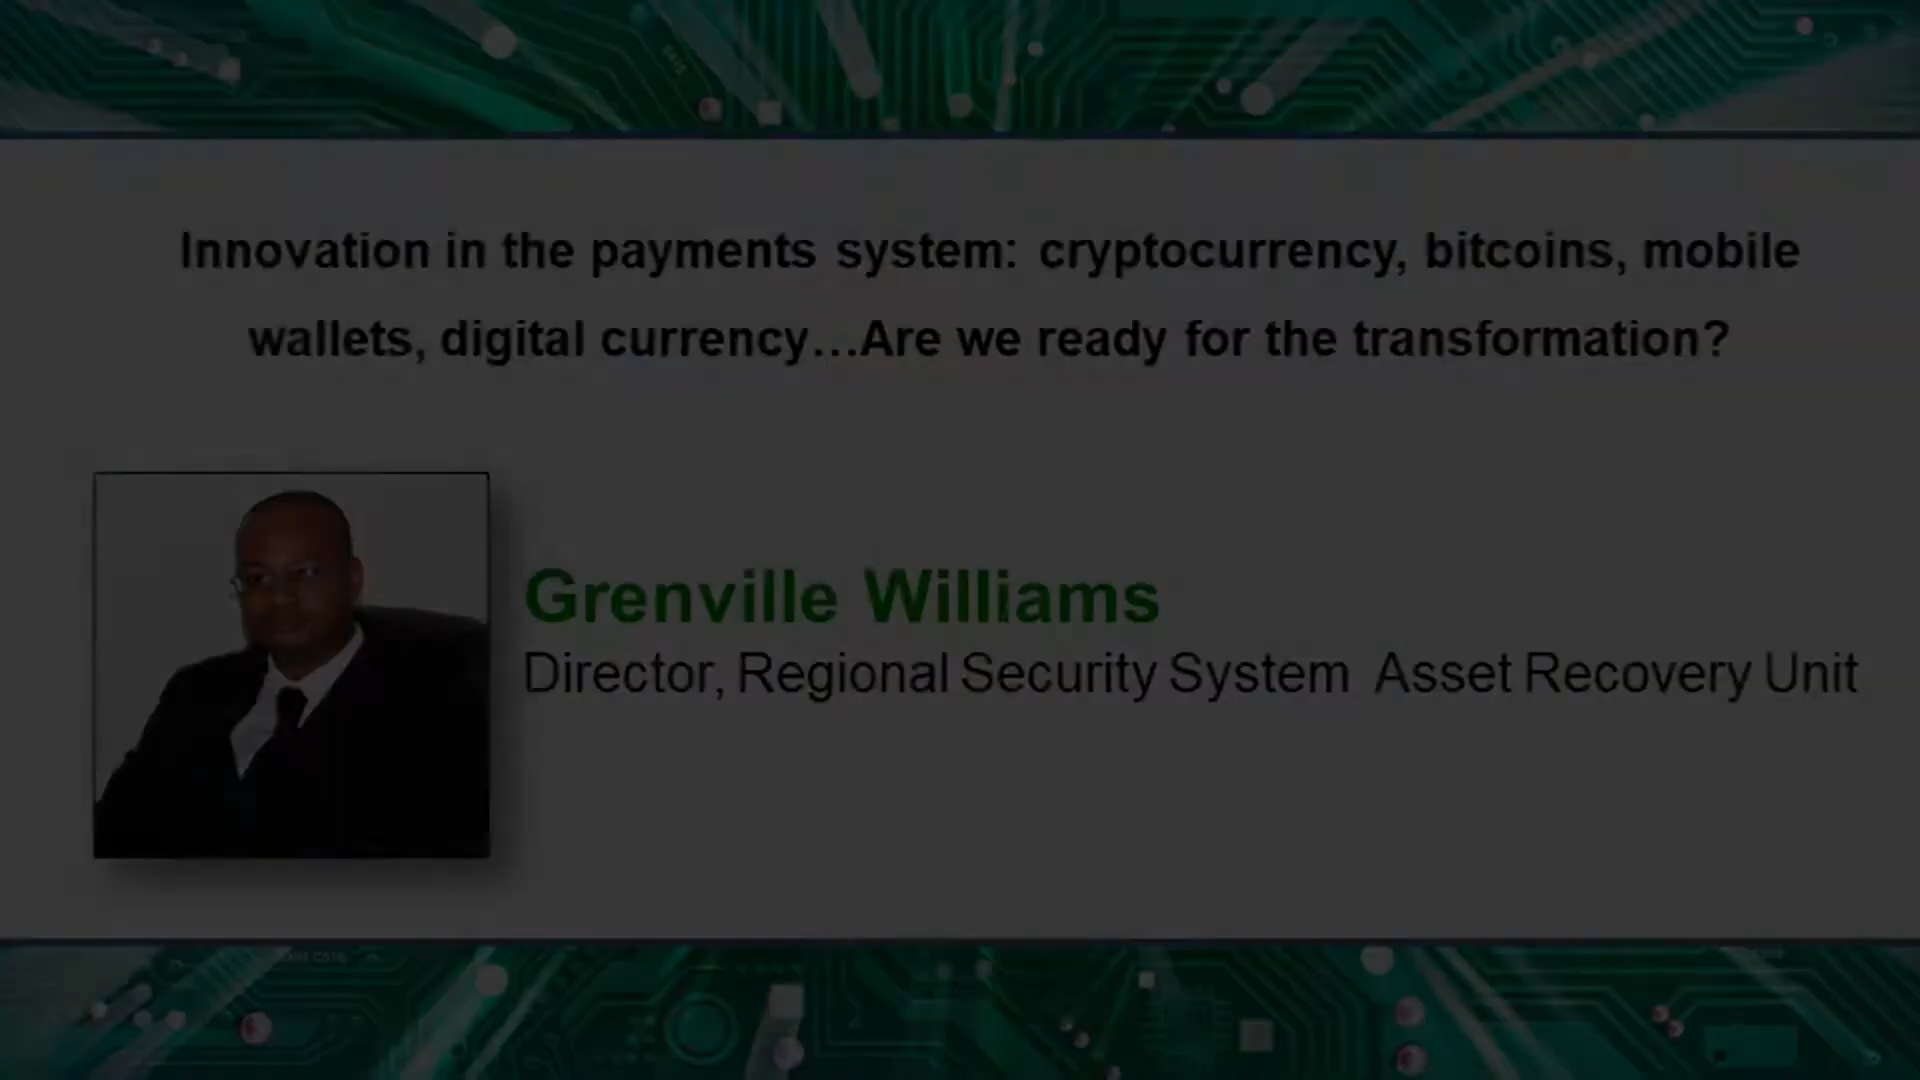 Innovation in the payments system: cryptocurrency, bitcoins, mobile
wallets, digital currency…Are we ready for the transformation?
Grenville Williams
Director, Regional Security System Asset Recovery Unit